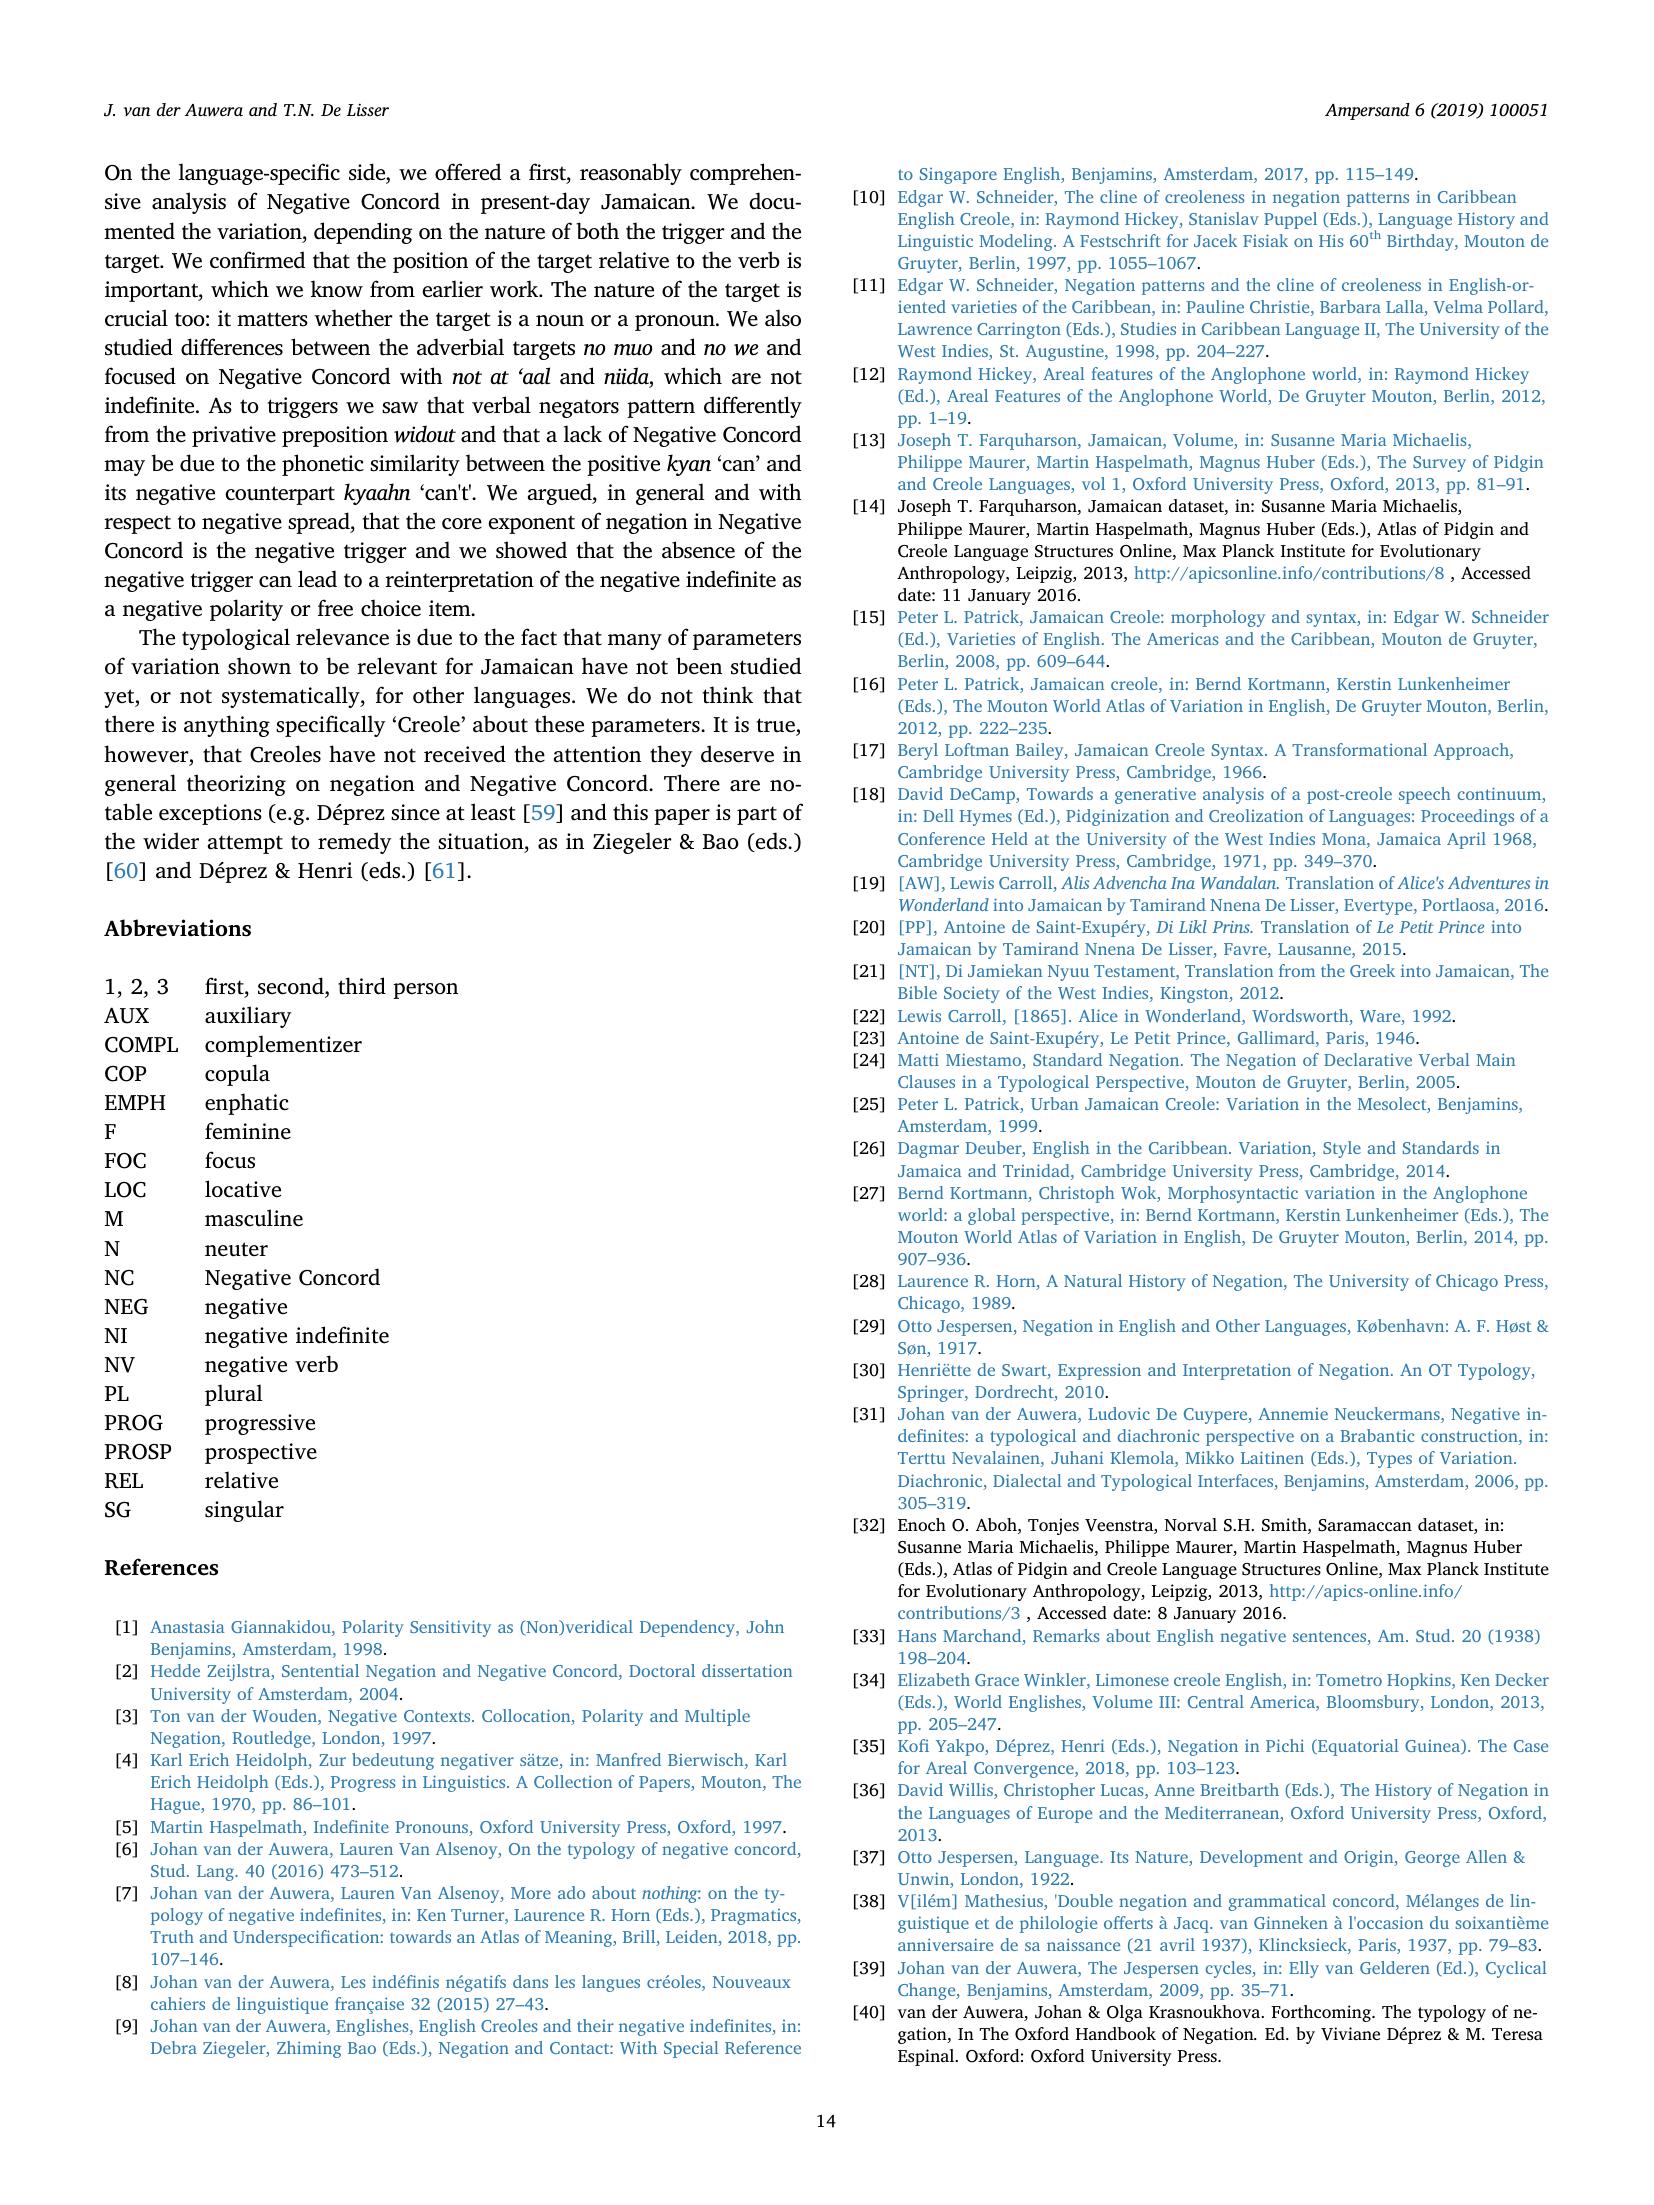 J. van der Auwera and T.N. De Lisser
Ampersand 6 (2019) 100051
On the language-specific side, we offered a first, reasonably comprehen-
sive analysis of Negative Concord in present-day Jamaican. We docu-
mented the variation, depending on the nature of both the trigger and the
target. We confirmed that the position of the target relative to the verb is
important, which we know from earlier work. The nature of the target is
crucial too: it matters whether the target is a noun or a pronoun. We also
studied differences between the adverbial targets no muo and no we and
focused on Negative Concord with not at ‘aal and niida, which are not
indefinite. As to triggers we saw that verbal negators pattern differently
from the privative preposition widout and that a lack of Negative Concord
may be due to the phonetic similarity between the positive kyan ‘can’ and
its negative counterpart kyaahn ‘can't'. We argued, in general and with
respect to negative spread, that the core exponent of negation in Negative
Concord is the negative trigger and we showed that the absence of the
negative trigger can lead to a reinterpretation of the negative indefinite as
a negative polarity or free choice item.
The typological relevance is due to the fact that many of parameters
of variation shown to be relevant for Jamaican have not been studied
yet, or not systematically, for other languages. We do not think that
there is anything specifically ‘Creole’ about these parameters. It is true,
however, that Creoles have not received the attention they deserve in
general theorizing on negation and Negative Concord. There are no-
table exceptions (e.g. Déprez since at least [59] and this paper is part of
the wider attempt to remedy the situation, as in Ziegeler & Bao (eds.)
[60] and Déprez & Henri (eds.) [61].
Abbreviations
1, 2, 3 first, second, third person
AUX auxiliary
COMPL complementizer
COP copula
EMPH enphatic
F feminine
FOC focus
LOC locative
M masculine
N neuter
NC Negative Concord
NEG negative
NI negative indefinite
NV negative verb
PL plural
PROG progressive
PROSP prospective
REL relative
SG singular
References
[1] Anastasia Giannakidou, Polarity Sensitivity as (Non)veridical Dependency, John
Benjamins, Amsterdam, 1998.
[2] Hedde Zeijlstra, Sentential Negation and Negative Concord, Doctoral dissertation
University of Amsterdam, 2004.
[3] Ton van der Wouden, Negative Contexts. Collocation, Polarity and Multiple
Negation, Routledge, London, 1997.
[4] Karl Erich Heidolph, Zur bedeutung negativer sätze, in: Manfred Bierwisch, Karl
Erich Heidolph (Eds.), Progress in Linguistics. A Collection of Papers, Mouton, The
Hague, 1970, pp. 86–101.
[5] Martin Haspelmath, Indefinite Pronouns, Oxford University Press, Oxford, 1997.
[6] Johan van der Auwera, Lauren Van Alsenoy, On the typology of negative concord,
Stud. Lang. 40 (2016) 473–512.
[7] Johan van der Auwera, Lauren Van Alsenoy, More ado about nothing: on the ty-
pology of negative indefinites, in: Ken Turner, Laurence R. Horn (Eds.), Pragmatics,
Truth and Underspecification: towards an Atlas of Meaning, Brill, Leiden, 2018, pp.
107–146.
[8] Johan van der Auwera, Les indéfinis négatifs dans les langues créoles, Nouveaux
cahiers de linguistique française 32 (2015) 27–43.
[9] Johan van der Auwera, Englishes, English Creoles and their negative indefinites, in:
Debra Ziegeler, Zhiming Bao (Eds.), Negation and Contact: With Special Reference
to Singapore English, Benjamins, Amsterdam, 2017, pp. 115–149.
[10] Edgar W. Schneider, The cline of creoleness in negation patterns in Caribbean
English Creole, in: Raymond Hickey, Stanislav Puppel (Eds.), Language History and
Linguistic Modeling. A Festschrift for Jacek Fisiak on His 60th Birthday, Mouton de
Gruyter, Berlin, 1997, pp. 1055–1067.
[11] Edgar W. Schneider, Negation patterns and the cline of creoleness in English-or-
iented varieties of the Caribbean, in: Pauline Christie, Barbara Lalla, Velma Pollard,
Lawrence Carrington (Eds.), Studies in Caribbean Language II, The University of the
West Indies, St. Augustine, 1998, pp. 204–227.
[12] Raymond Hickey, Areal features of the Anglophone world, in: Raymond Hickey
(Ed.), Areal Features of the Anglophone World, De Gruyter Mouton, Berlin, 2012,
pp. 1–19.
[13] Joseph T. Farquharson, Jamaican, Volume, in: Susanne Maria Michaelis,
Philippe Maurer, Martin Haspelmath, Magnus Huber (Eds.), The Survey of Pidgin
and Creole Languages, vol 1, Oxford University Press, Oxford, 2013, pp. 81–91.
[14] Joseph T. Farquharson, Jamaican dataset, in: Susanne Maria Michaelis,
Philippe Maurer, Martin Haspelmath, Magnus Huber (Eds.), Atlas of Pidgin and
Creole Language Structures Online, Max Planck Institute for Evolutionary
Anthropology, Leipzig, 2013, http://apicsonline.info/contributions/8 , Accessed
date: 11 January 2016.
[15] Peter L. Patrick, Jamaican Creole: morphology and syntax, in: Edgar W. Schneider
(Ed.), Varieties of English. The Americas and the Caribbean, Mouton de Gruyter,
Berlin, 2008, pp. 609–644.
[16] Peter L. Patrick, Jamaican creole, in: Bernd Kortmann, Kerstin Lunkenheimer
(Eds.), The Mouton World Atlas of Variation in English, De Gruyter Mouton, Berlin,
2012, pp. 222–235.
[17] Beryl Loftman Bailey, Jamaican Creole Syntax. A Transformational Approach,
Cambridge University Press, Cambridge, 1966.
[18] David DeCamp, Towards a generative analysis of a post-creole speech continuum,
in: Dell Hymes (Ed.), Pidginization and Creolization of Languages: Proceedings of a
Conference Held at the University of the West Indies Mona, Jamaica April 1968,
Cambridge University Press, Cambridge, 1971, pp. 349–370.
[19] [AW], Lewis Carroll, Alis Advencha Ina Wandalan. Translation of Alice's Adventures in
Wonderland into Jamaican by Tamirand Nnena De Lisser, Evertype, Portlaosa, 2016.
[20] [PP], Antoine de Saint-Exupéry, Di Likl Prins. Translation of Le Petit Prince into
Jamaican by Tamirand Nnena De Lisser, Favre, Lausanne, 2015.
[21] [NT], Di Jamiekan Nyuu Testament, Translation from the Greek into Jamaican, The
Bible Society of the West Indies, Kingston, 2012.
[22] Lewis Carroll, [1865]. Alice in Wonderland, Wordsworth, Ware, 1992.
[23] Antoine de Saint-Exupéry, Le Petit Prince, Gallimard, Paris, 1946.
[24] Matti Miestamo, Standard Negation. The Negation of Declarative Verbal Main
Clauses in a Typological Perspective, Mouton de Gruyter, Berlin, 2005.
[25] Peter L. Patrick, Urban Jamaican Creole: Variation in the Mesolect, Benjamins,
Amsterdam, 1999.
[26] Dagmar Deuber, English in the Caribbean. Variation, Style and Standards in
Jamaica and Trinidad, Cambridge University Press, Cambridge, 2014.
[27] Bernd Kortmann, Christoph Wok, Morphosyntactic variation in the Anglophone
world: a global perspective, in: Bernd Kortmann, Kerstin Lunkenheimer (Eds.), The
Mouton World Atlas of Variation in English, De Gruyter Mouton, Berlin, 2014, pp.
907–936.
[28] Laurence R. Horn, A Natural History of Negation, The University of Chicago Press,
Chicago, 1989.
[29] Otto Jespersen, Negation in English and Other Languages, København: A. F. Høst &
Søn, 1917.
[30] Henriëtte de Swart, Expression and Interpretation of Negation. An OT Typology,
Springer, Dordrecht, 2010.
[31] Johan van der Auwera, Ludovic De Cuypere, Annemie Neuckermans, Negative in-
definites: a typological and diachronic perspective on a Brabantic construction, in:
Terttu Nevalainen, Juhani Klemola, Mikko Laitinen (Eds.), Types of Variation.
Diachronic, Dialectal and Typological Interfaces, Benjamins, Amsterdam, 2006, pp.
305–319.
[32] Enoch O. Aboh, Tonjes Veenstra, Norval S.H. Smith, Saramaccan dataset, in:
Susanne Maria Michaelis, Philippe Maurer, Martin Haspelmath, Magnus Huber
(Eds.), Atlas of Pidgin and Creole Language Structures Online, Max Planck Institute
for Evolutionary Anthropology, Leipzig, 2013, http://apics-online.info/
contributions/3 , Accessed date: 8 January 2016.
[33] Hans Marchand, Remarks about English negative sentences, Am. Stud. 20 (1938)
198–204.
[34] Elizabeth Grace Winkler, Limonese creole English, in: Tometro Hopkins, Ken Decker
(Eds.), World Englishes, Volume III: Central America, Bloomsbury, London, 2013,
pp. 205–247.
[35] Kofi Yakpo, Déprez, Henri (Eds.), Negation in Pichi (Equatorial Guinea). The Case
for Areal Convergence, 2018, pp. 103–123.
[36] David Willis, Christopher Lucas, Anne Breitbarth (Eds.), The History of Negation in
the Languages of Europe and the Mediterranean, Oxford University Press, Oxford,
2013.
[37] Otto Jespersen, Language. Its Nature, Development and Origin, George Allen &
Unwin, London, 1922.
[38] V[ilém] Mathesius, 'Double negation and grammatical concord, Mélanges de lin-
guistique et de philologie offerts à Jacq. van Ginneken à l'occasion du soixantième
anniversaire de sa naissance (21 avril 1937), Klincksieck, Paris, 1937, pp. 79–83.
[39] Johan van der Auwera, The Jespersen cycles, in: Elly van Gelderen (Ed.), Cyclical
Change, Benjamins, Amsterdam, 2009, pp. 35–71.
[40] van der Auwera, Johan & Olga Krasnoukhova. Forthcoming. The typology of ne-
gation, In The Oxford Handbook of Negation. Ed. by Viviane Déprez & M. Teresa
Espinal. Oxford: Oxford University Press.
14